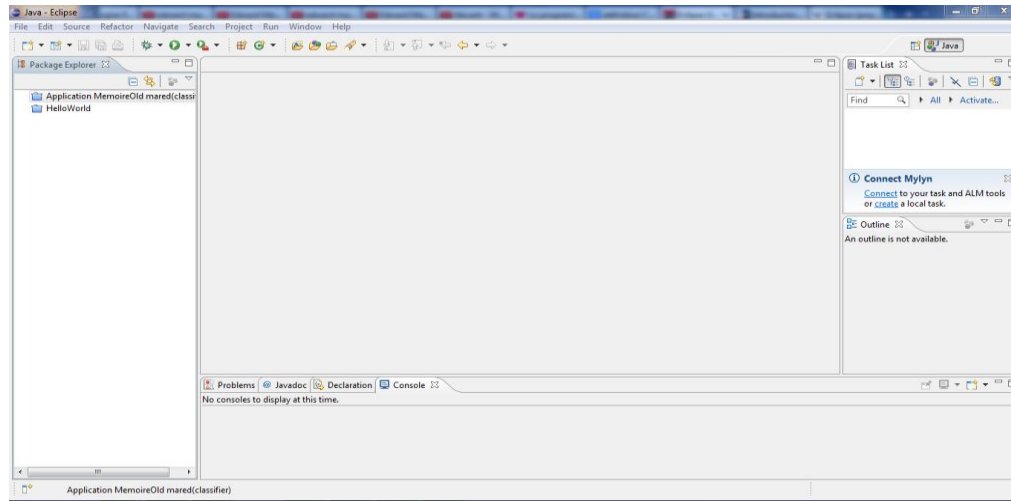 Java - Eclipse
File Edit Source Refactor Navigate Search Project Run Window Help
Java
Package Explorer
Application MemoireOld mared(classi
HelloWorld
Task List
Find All Activate...
Connect Mylyn
Connect to your task and ALM tools
or create a local task.
Outline
An outline is not available.
Problems Javadoc Declaration Console
No consoles to display at this time.
Application MemoireOld mared(classifier)